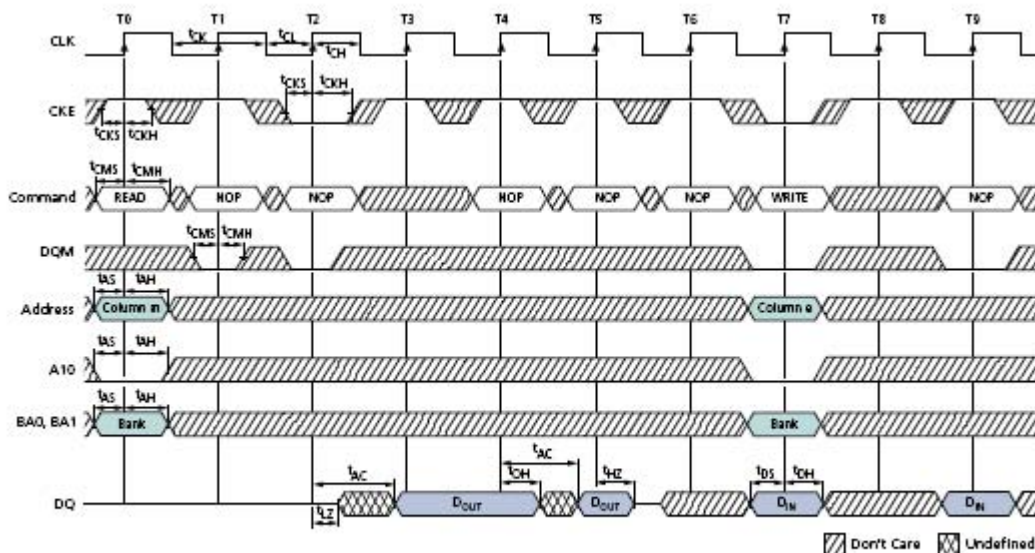 T0 T1 T2 T3 T4 T5 T6 T7 T8 T9
CLK tCK tCL tCH
tCKS tCKH
CKE
tCKS tCKH
tCMS tCMH
Command READ NOP NOP NOP NOP NOP WRITE NOP
tCMS tCMH
DQM
tAS tAH
Address Column m Column e
tAS tAH
A10
tAS tAH
BA0, BA1 Bank Bank
tAC tOH tAC tHZ tDS tDH
DQ DOUT DOUT DIN DIN
tLZ
Don't Care Undefined